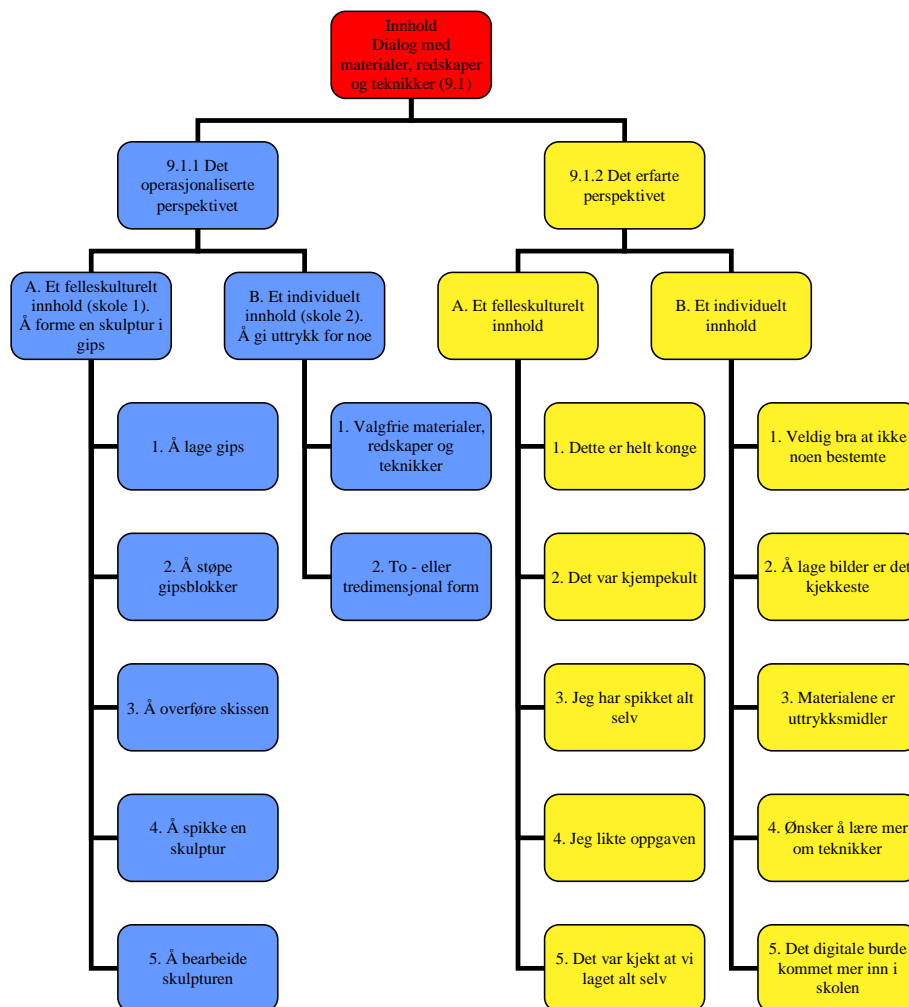 Innhold
Dialog med
materialer, redskaper
og teknikker (9.1)
9.1.1 Det
operasjonaliserte
perspektivet
9.1.2 Det erfarte
perspektivet
A. Et felleskulturelt
innhold (skole 1).
Å forme en skulptur i
gips
B. Et individuelt
innhold (skole 2).
Å gi uttrykk for noe
A. Et felleskulturelt
innhold
B. Et individuelt
innhold
1. Å lage gips
2. Å støpe
gipsblokker
3. Å overføre skissen
4. Å spikke en
skulptur
5. Å bearbeide
skulpturen
1. Valgfrie materialer,
redskaper og
teknikker
2. To - eller
tredimensjonal form
1. Dette er helt konge
2. Det var kjempekult
3. Jeg har spikket alt
selv
4. Jeg likte oppgaven
5. Det var kjekt at vi
laget alt selv
1. Veldig bra at ikke
noen bestemte
2. Å lage bilder er det
kjekkeste
3. Materialene er
uttrykksmidler
4. Ønsker å lære mer
om teknikker
5. Det digitale burde
kommet mer inn i
skolen